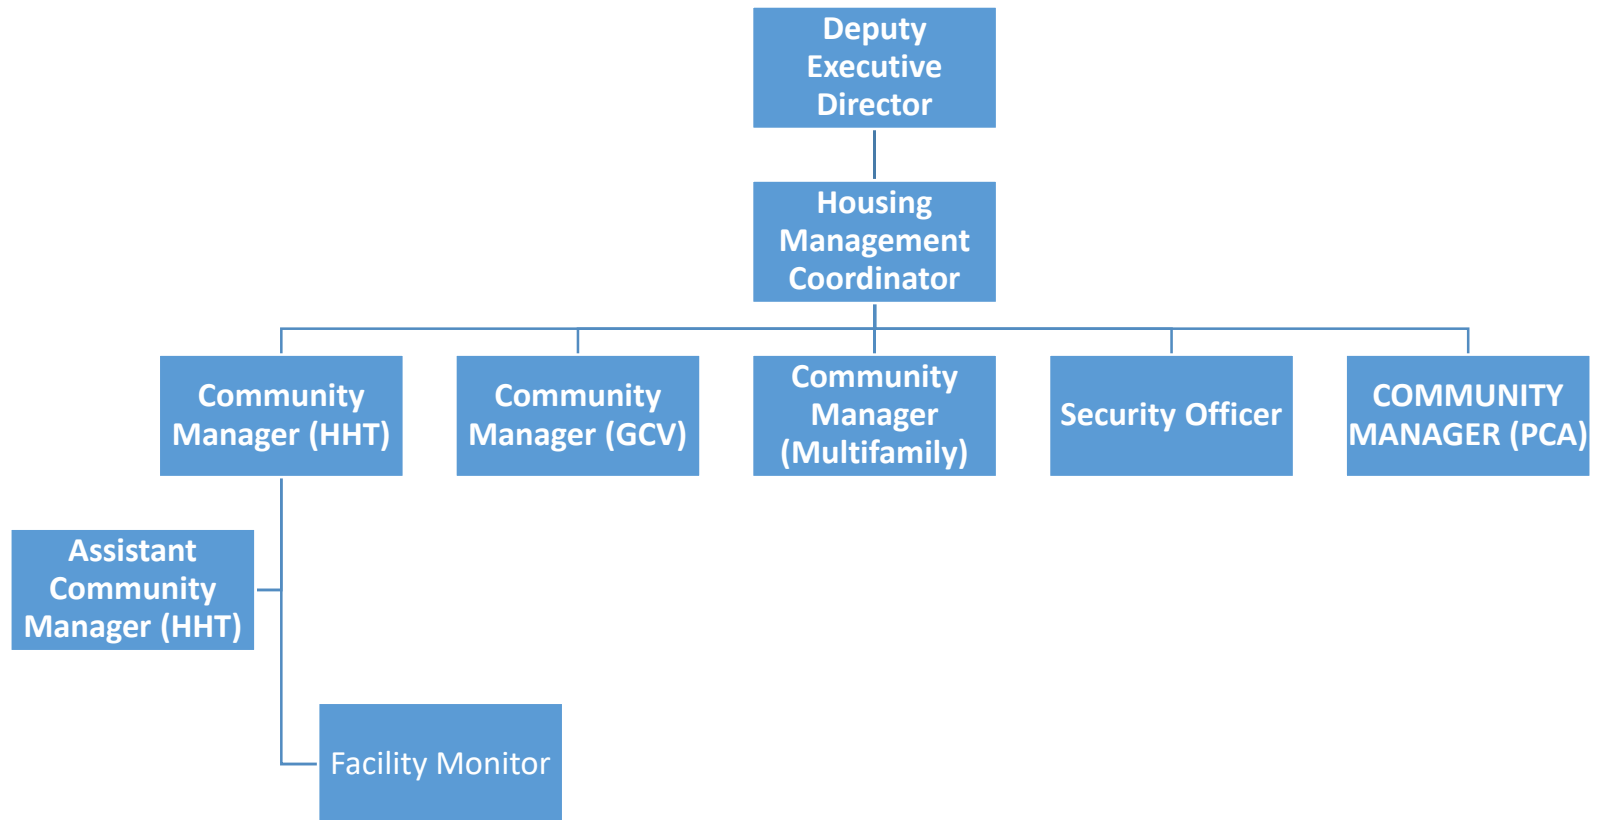 Deputy
Executive
Director
Housing
Management
Coordinator
Community
Manager (HHT)
Community
Manager (GCV)
Community
Manager
(Multifamily)
Security Officer
COMMUNITY
MANAGER (PCA)
Assistant
Community
Manager (HHT)
Facility Monitor